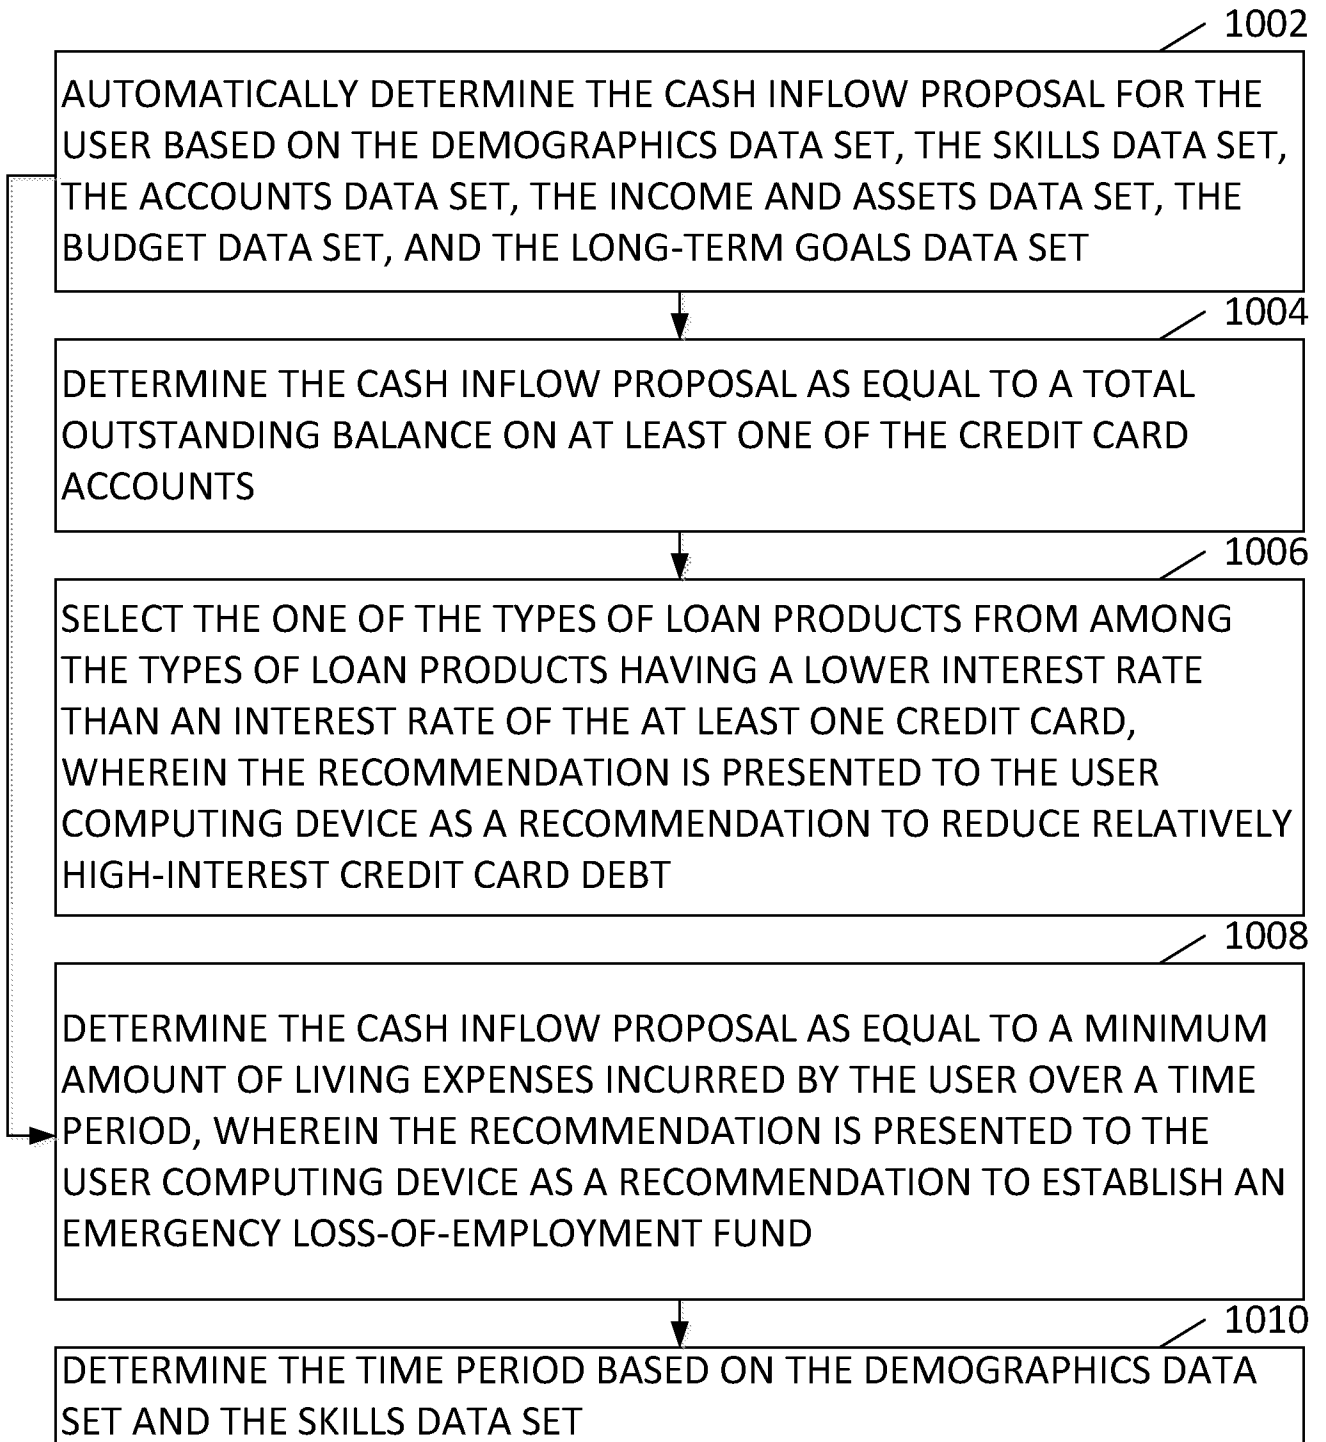 1002
AUTOMATICALLY DETERMINE THE CASH INFLOW PROPOSAL FOR THE
USER BASED ON THE DEMOGRAPHICS DATA SET, THE SKILLS DATA SET,
THE ACCOUNTS DATA SET, THE INCOME AND ASSETS DATA SET, THE
BUDGET DATA SET, AND THE LONG-TERM GOALS DATA SET
1004
DETERMINE THE CASH INFLOW PROPOSAL AS EQUAL TO A TOTAL
OUTSTANDING BALANCE ON AT LEAST ONE OF THE CREDIT CARD
ACCOUNTS
1006
SELECT THE ONE OF THE TYPES OF LOAN PRODUCTS FROM AMONG
THE TYPES OF LOAN PRODUCTS HAVING A LOWER INTEREST RATE
THAN AN INTEREST RATE OF THE AT LEAST ONE CREDIT CARD,
WHEREIN THE RECOMMENDATION IS PRESENTED TO THE USER
COMPUTING DEVICE AS A RECOMMENDATION TO REDUCE RELATIVELY
HIGH-INTEREST CREDIT CARD DEBT
1008
DETERMINE THE CASH INFLOW PROPOSAL AS EQUAL TO A MINIMUM
AMOUNT OF LIVING EXPENSES INCURRED BY THE USER OVER A TIME
PERIOD, WHEREIN THE RECOMMENDATION IS PRESENTED TO THE
USER COMPUTING DEVICE AS A RECOMMENDATION TO ESTABLISH AN
EMERGENCY LOSS-OF-EMPLOYMENT FUND
1010
DETERMINE THE TIME PERIOD BASED ON THE DEMOGRAPHICS DATA
SET AND THE SKILLS DATA SET